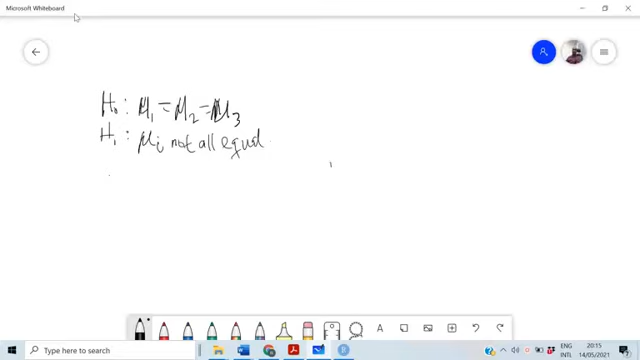 Microsoft Whiteboard
H₀: μ₁ = μ₂ = μ₃
H₁: μᵢ not all equal
A
Type here to search
ENG
INTL
20:15
14/05/2021